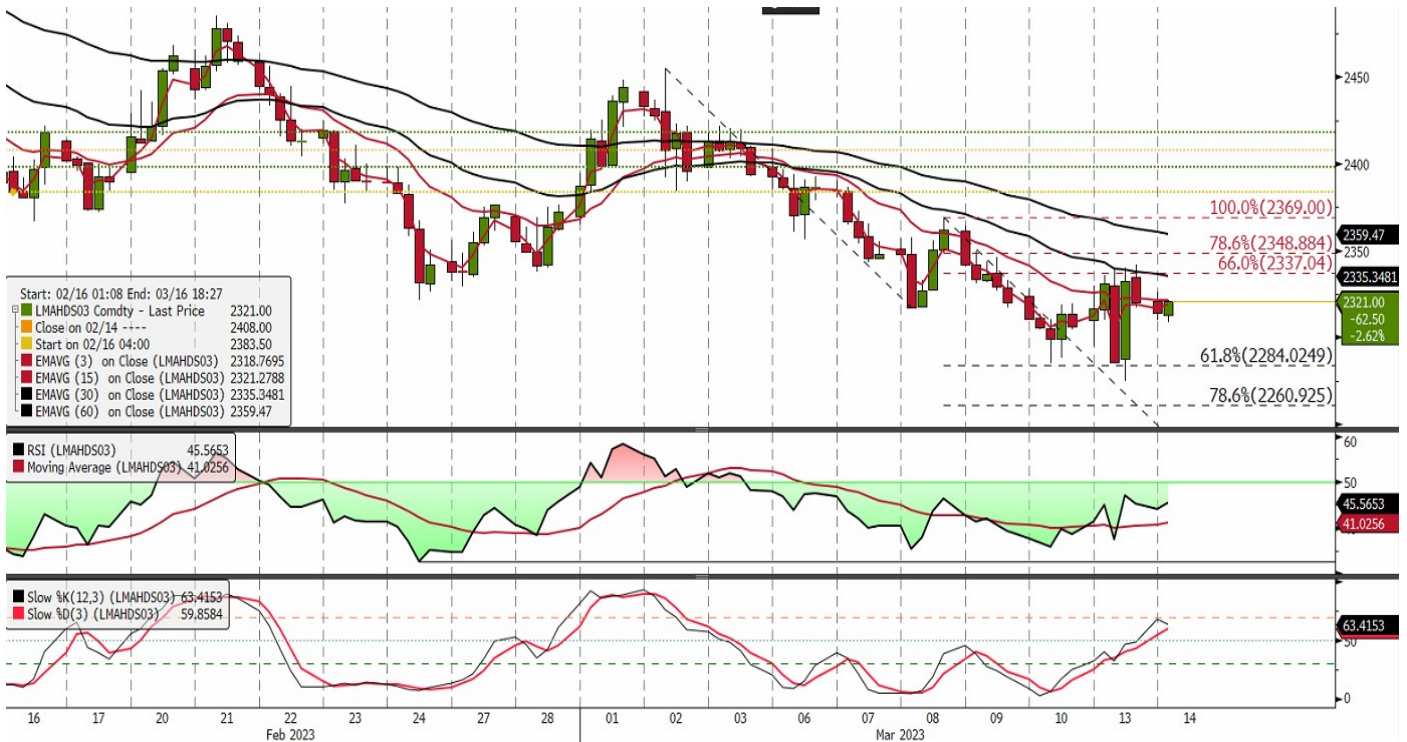 2450
2400
100.0%(2369.00)
2359.47
78.6%(2348.884)
2350
66.0%(2337.04)
2335.3481
Start: 02/16 01:08 End: 03/16 18:27
LMAHDS03 Comdty - Last Price 2321.00
Close on 02/14 ---- 2408.00
Start on 02/16 04:00 2383.50
EMAVG (3) on Close (LMAHDS03) 2318.7695
EMAVG (15) on Close (LMAHDS03) 2321.2788
EMAVG (30) on Close (LMAHDS03) 2335.3481
EMAVG (60) on Close (LMAHDS03) 2359.47
2321.00
-62.50
-2.62%
61.8%(2284.0249)
78.6%(2260.925)
RSI (LMAHDS03) 45.5653
Moving Average (LMAHDS03) 41.0256
60
50
45.5653
41.0256
Slow %K(12,3) (LMAHDS03) 63.4153
Slow %D(3) (LMAHDS03) 59.8584
63.4153
50
0
16 17 20 21 22 23 24 27 28 01 02 03 06 07 08 09 10 13 14
Feb 2023 Mar 2023